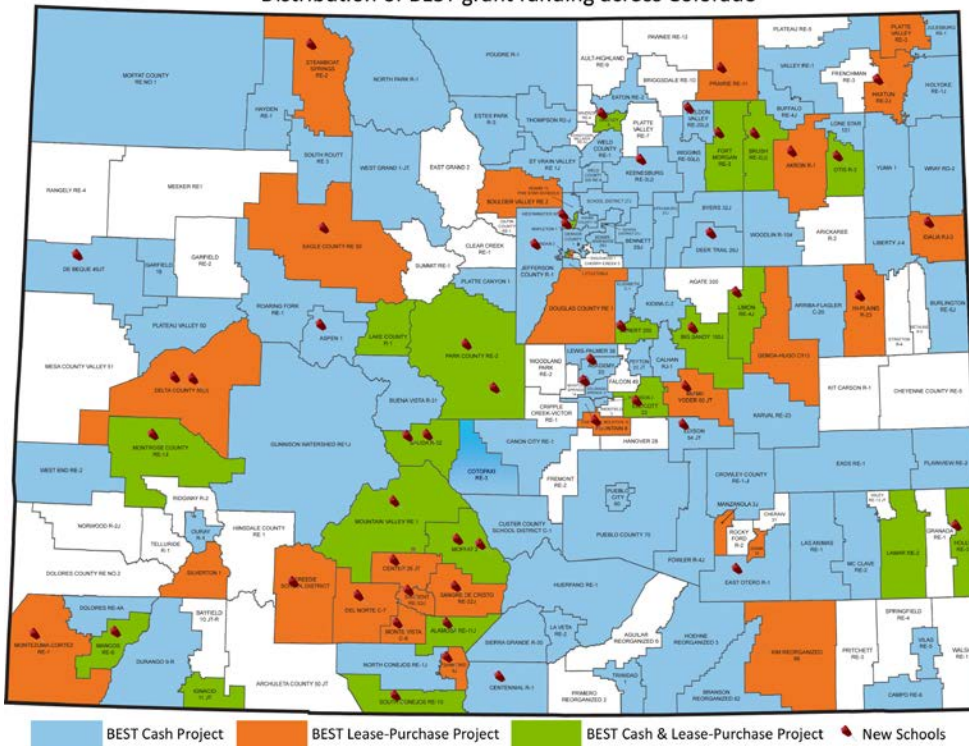 Distribution of BEST grant funding across Colorado
MOFFAT COUNTY
RE:NO 1
STEAMBOAT
SPRINGS
RE-2
NORTH PARK R-1
POUDRE R-1
AULT-HIGHLAND
RE-9
PAWNEE RE-12
BRIGGSDALE RE-10
PRAIRIE RE-11
PLATEAU RE-5
PLATTE
VALLEY
RE-3
JULESBURG
RE-1
VALLEY RE-1
FRENCHMAN
RE-3
HAXTUN
RE-2J
HOLYOKE
RE-1J
HAYDEN
RE-1
ESTES PARK
R-3
THOMPSON R2-J
EATON RE-2
PLATTE
VALLEY
RE-7
WELDON
VALLEY
RE-20(J)
BUFFALO
RE-4J
LONE STAR
101
SOUTH ROUTT
RE 3
WEST GRAND 1-JT
EAST GRAND 2
ST VRAIN VALLEY
RE 1J
WELD
COUNTY
RE-1
KEENESBURG
RE-3(J)
WIGGINS
RE-50(J)
FORT
MORGAN
RE-3
BRUSH
RE-2(J)
AKRON R-1
OTIS R-3
YUMA 1
WRAY RD-2
RANGELY RE-4
MEEKER RE1
BOULDER VALLEY RE 2
DE BEQUE 49JT
GARFIELD
16
GARFIELD
RE-2
EAGLE COUNTY RE 50
SUMMIT RE-1
CLEAR CREEK
RE-1
JEFFERSON
COUNTY R-1
BENNETT
29J
BYERS 32J
DEER TRAIL 26J
WOODLIN R-104
ARICKAREE
R-2
LIBERTY J-4
IDALIA RJ-3
PLATTE CANYON 1
ROARING FORK
RE-1
ASPEN 1
LAKE COUNTY
R-1
PARK COUNTY RE-2
DOUGLAS COUNTY RE 1
ELIZABETH
C-1
KIOWA C-2
AGATE 300
LIMON
RE-4J
BIG SANDY 100J
GENOA-HUGO C113
ARRIBA-FLAGLER
C-20
HI-PLAINS
R-23
BURLINGTON
RE-6J
STRATTON
R-4
PLATEAU VALLEY 50
MESA COUNTY VALLEY 51
DELTA COUNTY 50(J)
BUENA VISTA R-31
WOODLAND
PARK
RE-2
LEWIS-PALMER 38
PEYTON
23 JT
CALHAN
RJ-1
FALCON 49
CRIPPLE
CREEK-VICTOR
RE-1
ELLICOTT
22
YODER 60 JT
KIT CARSON R-1
CHEYENNE COUNTY RE-5
KARVAL RE-23
EDISON
54 JT
HANOVER 28
FOUNTAIN 8
MONTROSE COUNTY
RE-1J
GUNNISON WATERSHED RE1J
SALIDA R-32
COTOPAXI
RE-3
CANON CITY RE-1
FREMONT
RE-2
WEST END RE-2
RIDGWAY R-2
OURAY
R-1
NORWOOD R-2J
TELLURIDE
R-1
HINSDALE COUNTY
RE 1
MOUNTAIN VALLEY RE 1
MOFFAT 2
CUSTER COUNTY
SCHOOL DISTRICT C-1
PUEBLO
CITY
60
PUEBLO COUNTY 70
CROWLEY COUNTY
RE-1-J
EADS RE-1
PLAINVIEW RE-2
MANZANOLA 3J
ROCKY
FORD
R-2
CHERAW
31
FOWLER R-4J
EAST OTERO R-1
LAS ANIMAS
RE-1
MC CLAVE
RE-2
LAMAR RE-2
GRANADA
RE-1
DOLORES COUNTY RE NO.2
SILVERTON 1
CREEDE
SCHOOL DISTRICT
CENTER 26 JT
DEL NORTE C-7
SARGENT
RE-33J
SANGRE DE CRISTO
RE-22J
MONTE VISTA
C-8
ALAMOSA RE-11J
HUERFANO RE-1
LA VETA
RE-2
AGUILAR
REORGANIZED 6
HOEHNE
REORGANIZED 3
KIM REORGANIZED
88
SPRINGFIELD
RE-4
PRITCHETT
RE-3
VILAS
RE-5
WALSH
RE-1
CAMPO RE-6
MONTEZUMA-CORTEZ
RE-1
DOLORES RE-4A
MANCOS
RE-6
DURANGO 9-R
BAYFIELD
10 JT-R
IGNACIO
11 JT
ARCHULETA COUNTY 50 JT
NORTH CONEJOS RE-1J
SOUTH CONEJOS RE-10
SIERRA GRANDE R-30
CENTENNIAL R-1
PRIMERO
REORGANIZED 2
TRINIDAD
1
BRANSON
REORGANIZED 82
BEST Cash Project
BEST Lease-Purchase Project
BEST Cash & Lease-Purchase Project
New Schools